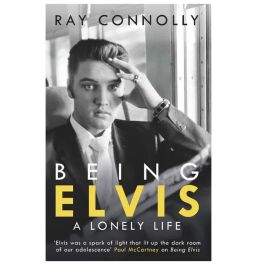 RAY CONNOLLY
BEING
ELVIS
A LONELY LIFE
'Elvis was a spark of light that lit up the dark room
of our adolescence' Paul McCartney on Being Elvis